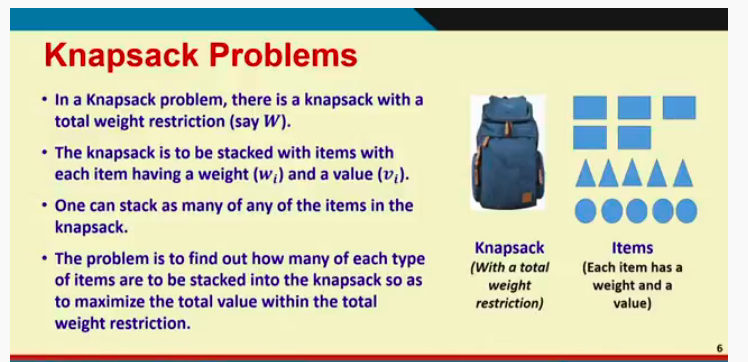 Knapsack Problems
• In a Knapsack problem, there is a knapsack with a
total weight restriction (say W).
• The knapsack is to be stacked with items with
each item having a weight (wᵢ) and a value (vᵢ).
• One can stack as many of any of the items in the
knapsack.
• The problem is to find out how many of each type
of items are to be stacked into the knapsack so as
to maximize the total value within the total
weight restriction.
Knapsack
(With a total
weight
restriction)
Items
(Each item has a
weight and a
value)
6